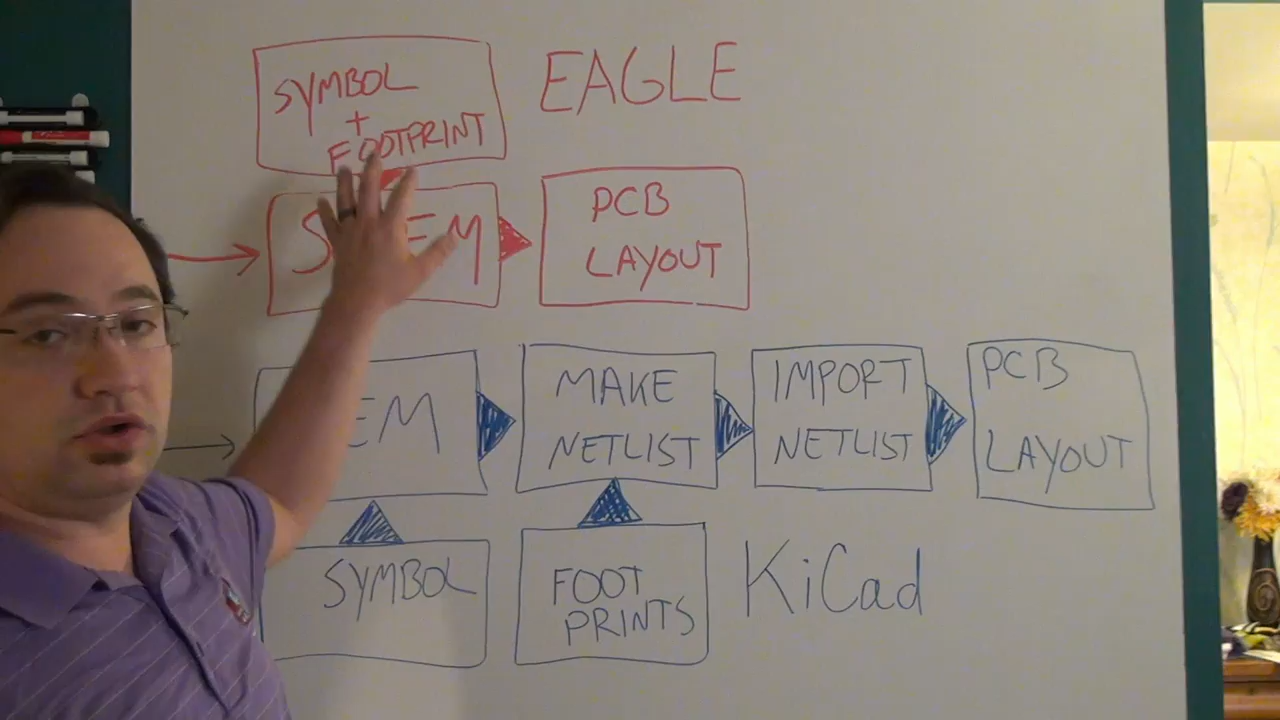 SYMBOL
+
FOOTPRINT
EAGLE
PCB
LAYOUT
MAKE
NETLIST
IMPORT
NETLIST
PCB
LAYOUT
SYMBOL
FOOT
PRINTS
KiCad